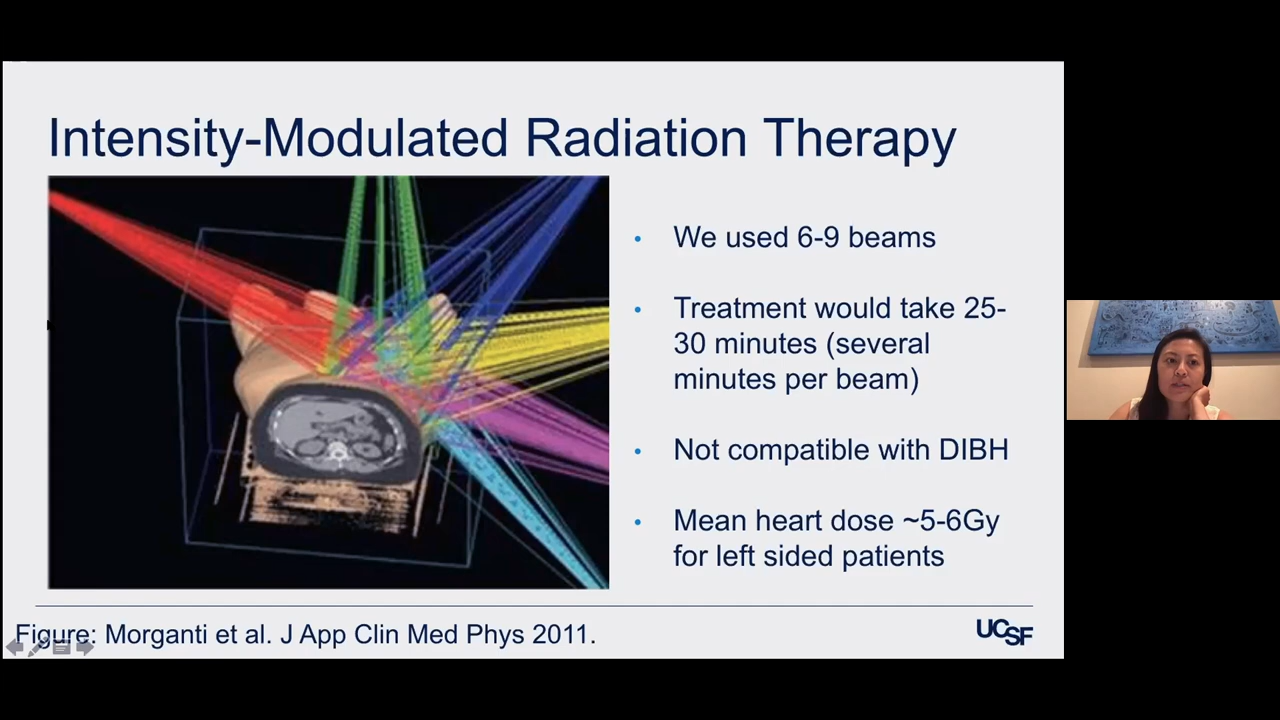 Intensity-Modulated Radiation Therapy
• We used 6-9 beams
• Treatment would take 25-
30 minutes (several
minutes per beam)
• Not compatible with DIBH
• Mean heart dose ~5-6Gy
for left sided patients
Figure: Morganti et al. J App Clin Med Phys 2011.
UCSF